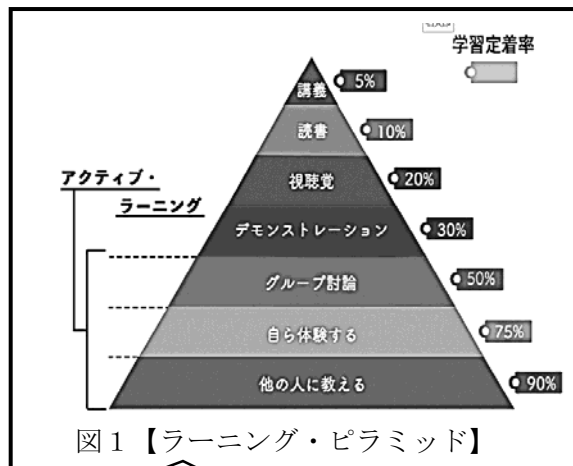 学習定着率
講義 5%
読書 10%
視聴覚 20%
アクティブ・
ラーニング
デモンストレーション 30%
グループ討論 50%
自ら体験する 75%
他の人に教える 90%
図1【ラーニング・ピラミッド】